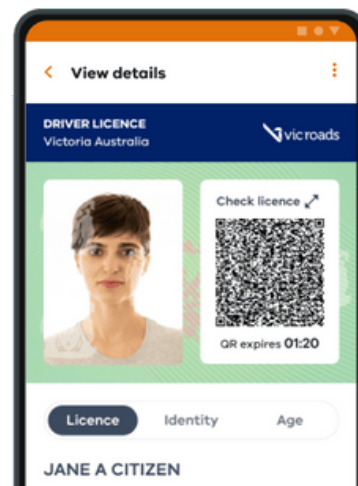 View details
DRIVER LICENCE
Victoria Australia
vicroads
Check licence
QR expires 01:20
Licence
Identity
Age
JANE A CITIZEN